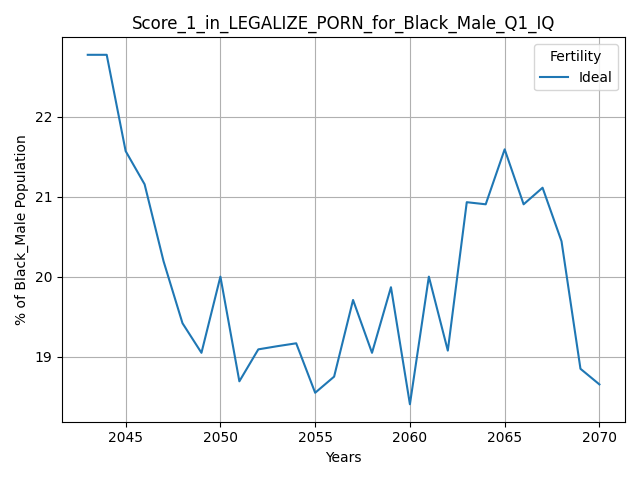 Score_1_in_LEGALIZE_PORN_for_Black_Male_Q1_IQ
Fertility
Ideal
% of Black_Male Population
22
21
20
19
2045 2050 2055 2060 2065 2070
Years